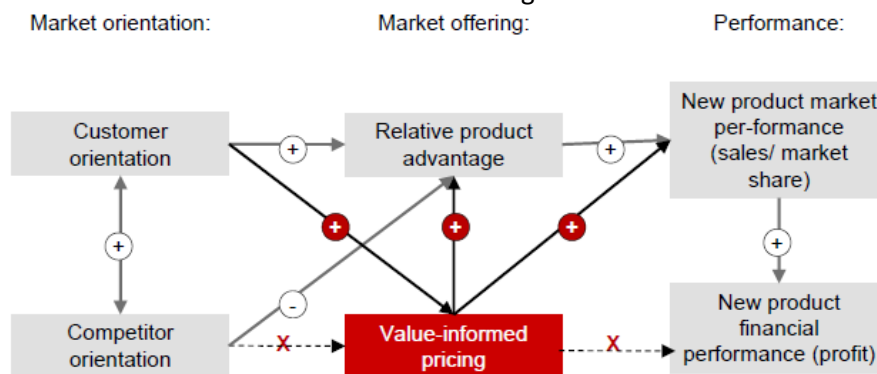 Market orientation:
Market offering:
Performance:
Customer
orientation
+
Relative product
advantage
+
New product market
per-formance
(sales/ market
share)
+
+
+
+
+
-
Competitor
orientation
X
Value-informed
pricing
X
New product
financial
performance (profit)